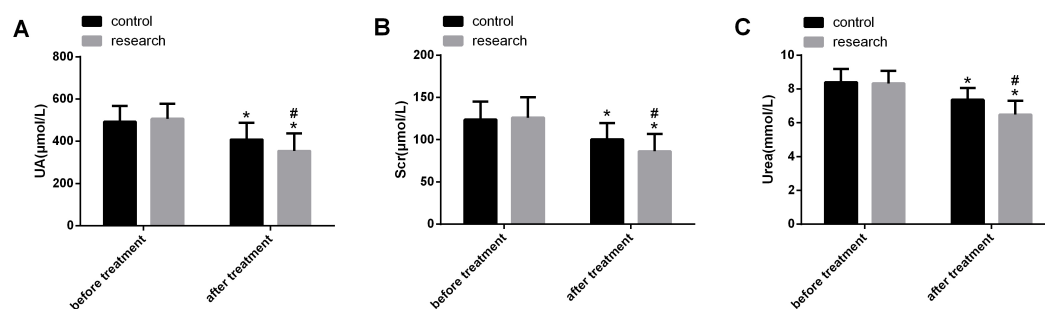 A
control
research
UA(μmol/L)
800
600
400
200
0
*
#
*
before treatment
after treatment
B
control
research
Scr(μmol/L)
200
150
100
50
0
*
#
*
before treatment
after treatment
C
control
research
Urea(mmol/L)
10
8
6
4
2
0
*
#
*
before treatment
after treatment